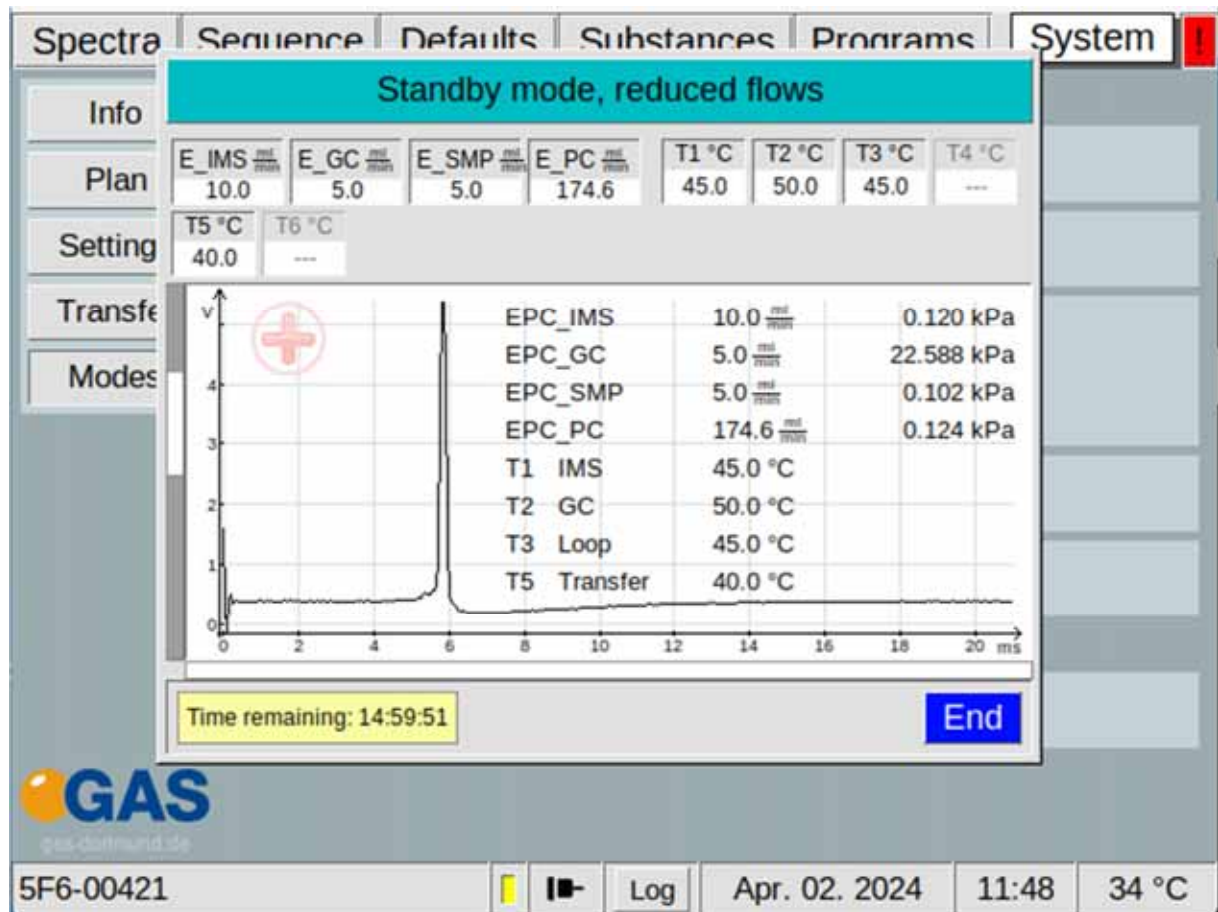 Spectra Sequence Defaults Substances Programs System !
Standby mode, reduced flows
Info
Plan
Setting
Transfe
Modes
E_IMS ml/min E_GC ml/min E_SMP ml/min E_PC ml/min T1 °C T2 °C T3 °C T4 °C
10.0 5.0 5.0 174.6 45.0 50.0 45.0 ---
T5 °C T6 °C
40.0 ---
V
4
3
2
1
0
EPC_IMS 10.0 ml/min 0.120 kPa
EPC_GC 5.0 ml/min 22.588 kPa
EPC_SMP 5.0 ml/min 0.102 kPa
EPC_PC 174.6 ml/min 0.124 kPa
T1 IMS 45.0 °C
T2 GC 50.0 °C
T3 Loop 45.0 °C
T5 Transfer 40.0 °C
0 2 4 6 8 10 12 14 16 18 20 ms
Time remaining: 14:59:51 End
GAS
gas-dortmund.de
5F6-00421 Log Apr. 02. 2024 11:48 34 °C